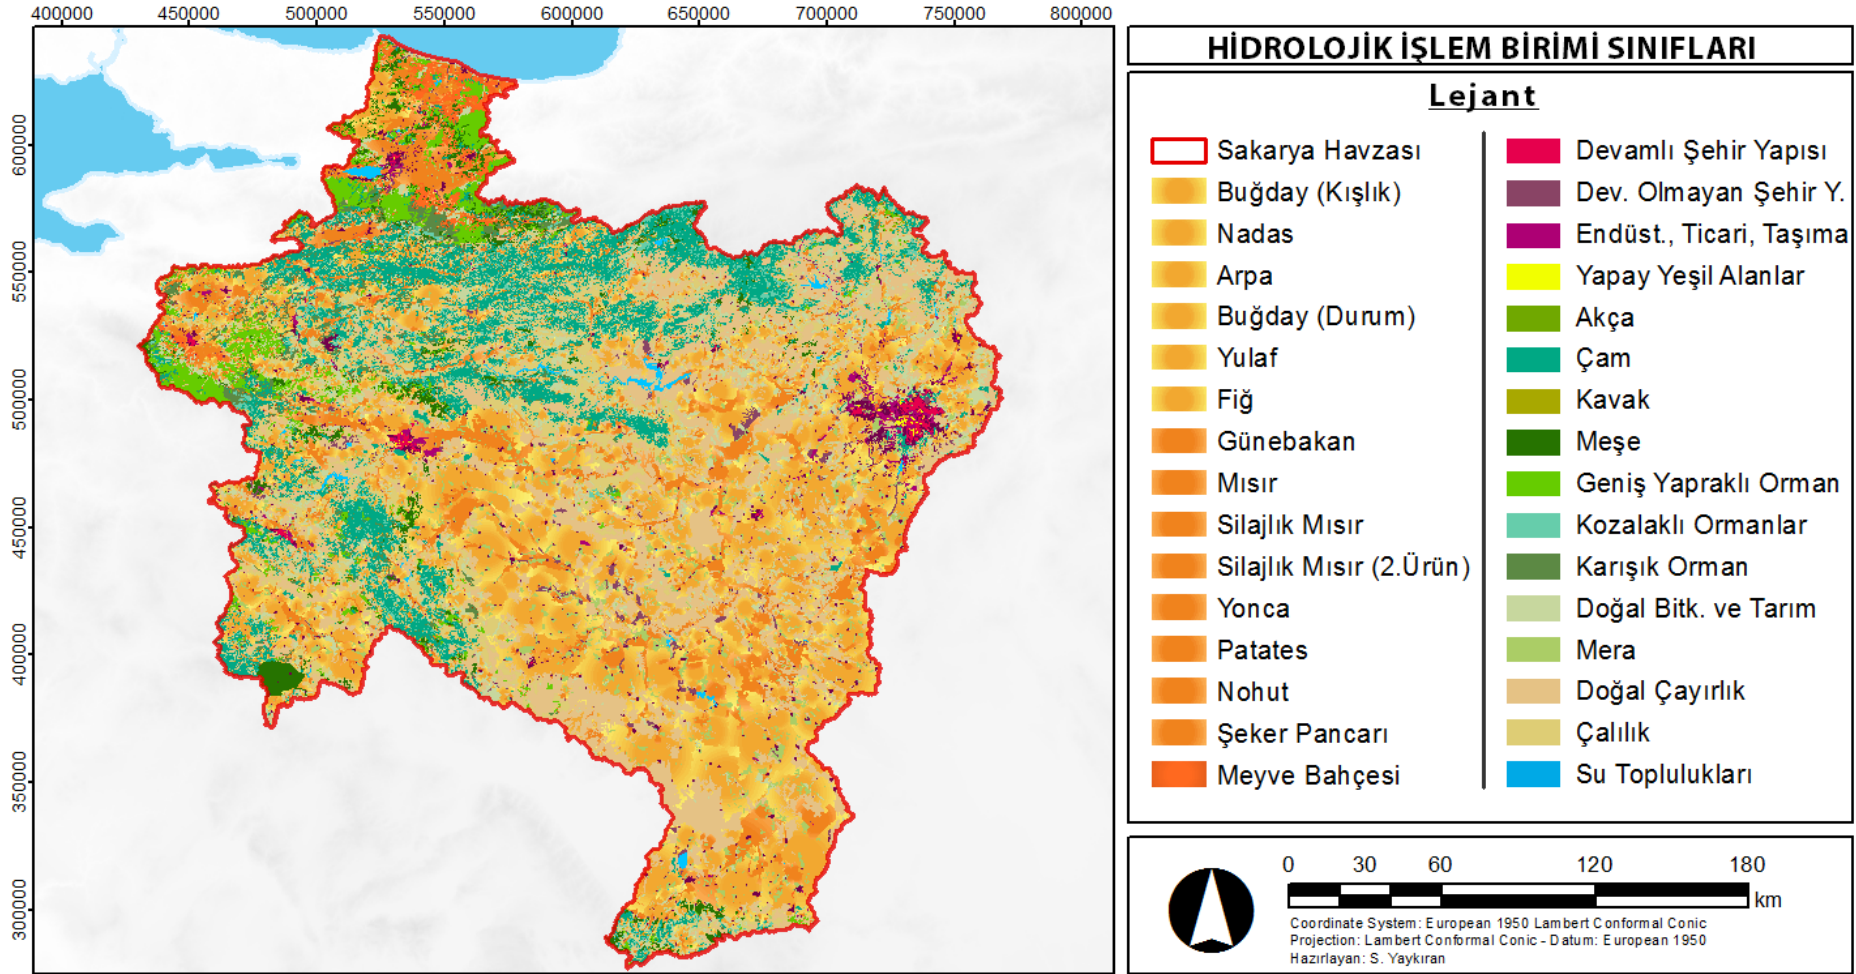 400000 450000 500000 550000 600000 650000 700000 750000 800000
600000
550000
500000
450000
400000
350000
300000
HİDROLOJİK İŞLEM BİRİMİ SINIFLARI
Lejant
Sakarya Havzası
Buğday (Kışlık)
Nadas
Arpa
Buğday (Durum)
Yulaf
Fiğ
Günebakan
Mısır
Silajlık Mısır
Silajlık Mısır (2.Ürün)
Yonca
Patates
Nohut
Şeker Pancarı
Meyve Bahçesi
Devamlı Şehir Yapısı
Dev. Olmayan Şehir Y.
Endüst., Ticari, Taşıma
Yapay Yeşil Alanlar
Akça
Çam
Kavak
Meşe
Geniş Yapraklı Orman
Kozalaklı Ormanlar
Karışık Orman
Doğal Bitk. ve Tarım
Mera
Doğal Çayırlık
Çalılık
Su Toplulukları
0 30 60 120 180
km
Coordinate System: European 1950 Lambert Conformal Conic
Projection: Lambert Conformal Conic - Datum: European 1950
Hazırlayan: S. Yaykıran